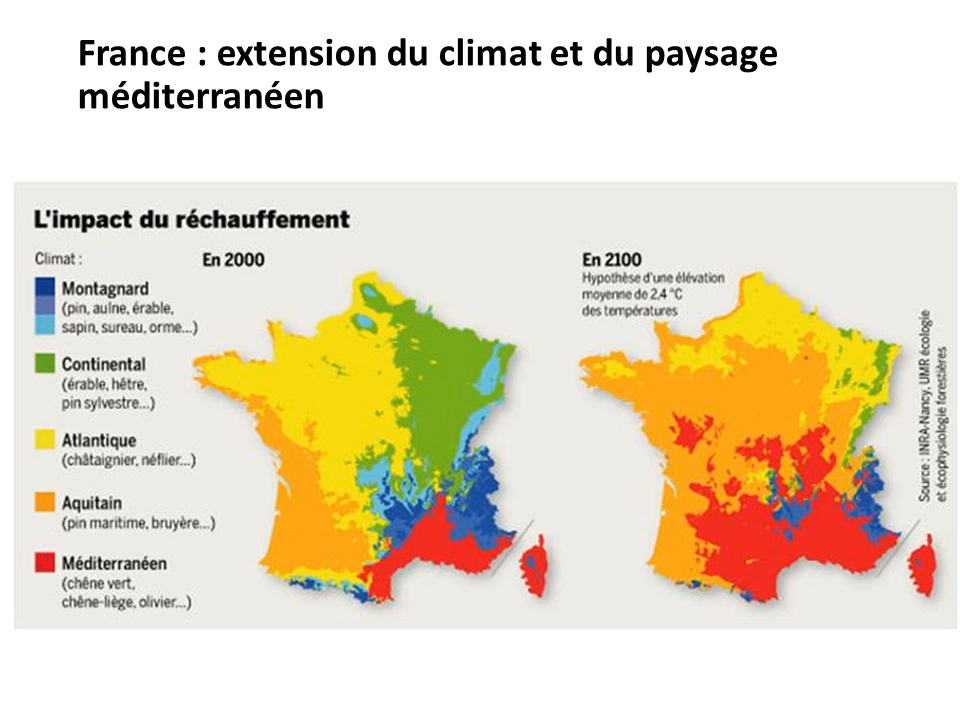 France : extension du climat et du paysage
méditerranéen
L'impact du réchauffement
Climat :
Montagnard
(pin, aulne, érable,
sapin, sureau, orme...)
Continental
(érable, hêtre,
pin sylvestre...)
Atlantique
(châtaignier, néflier...)
Aquitain
(pin maritime, bruyère...)
Méditerranéen
(chêne vert,
chêne-liège, olivier...)
En 2000
En 2100
Hypothèse d'une élévation
moyenne de 2,4 °C
des températures
Source : INRA-Nancy, UMR écologie
et écophysiologie forestières